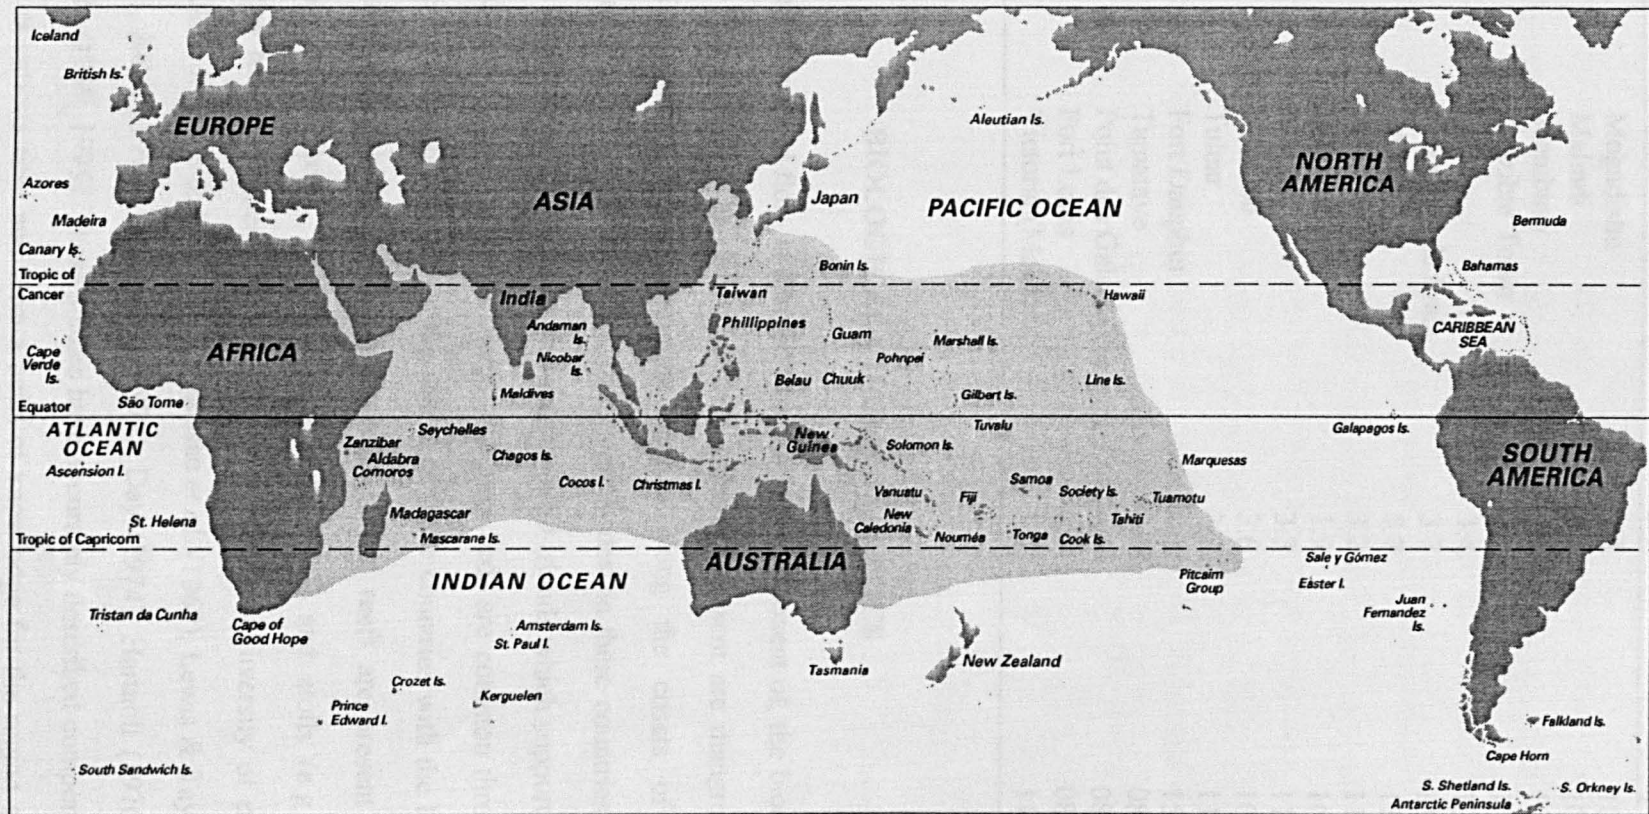 Iceland
British Is.
EUROPE
Azores
Madeira
Canary Is.
Tropic of
Cancer
ASIA
Japan
Aleutian Is.
PACIFIC OCEAN
NORTH
AMERICA
Bermuda
Bahamas
Bonin Is.
Taiwan
Hawaii
India
Andaman
Is.
Phillippines
Guam
Marshall Is.
CARIBBEAN
SEA
AFRICA
Cape
Verde
Is.
Nicobar
Is.
Pohnpei
Belau
Chuuk
Line Is.
Maldives
Gilbert Is.
São Tome
Equator
ATLANTIC
OCEAN
Seychelles
Tuvalu
Galapagos Is.
Zanzibar
Aldabra
Comoros
New
Guinea
Solomon Is.
SOUTH
AMERICA
Ascension I.
Chagos Is.
Marquesas
Cocos I.
Christmas I.
Samoa
Society Is.
Vanuatu
Fiji
Tuamotu
Madagascar
New
Caledonia
Tahiti
St. Helena
Tropic of Capricorn
Mascarane Is.
Nouméa
Tonga
Cook Is.
AUSTRALIA
Sale y Gómez
INDIAN OCEAN
Pitcairn
Group
Easter I.
Juan
Fernandez
Is.
Tristan da Cunha
Cape of
Good Hope
Amsterdam Is.
St. Paul I.
Tasmania
New Zealand
Crozet Is.
Kerguelen
Prince
Edward I.
Falkland Is.
Cape Horn
South Sandwich Is.
S. Shetland Is.
S. Orkney Is.
Antarctic Peninsula